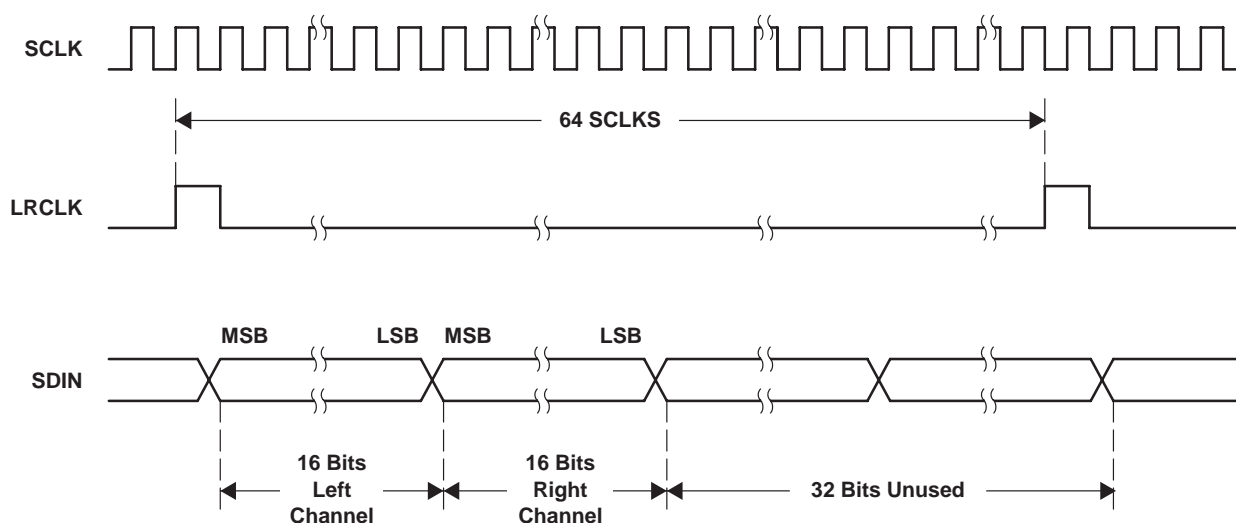 SCLK
64 SCLKS
LRCLK
MSB
LSB
MSB
LSB
SDIN
16 Bits
Left
Channel
16 Bits
Right
Channel
32 Bits Unused